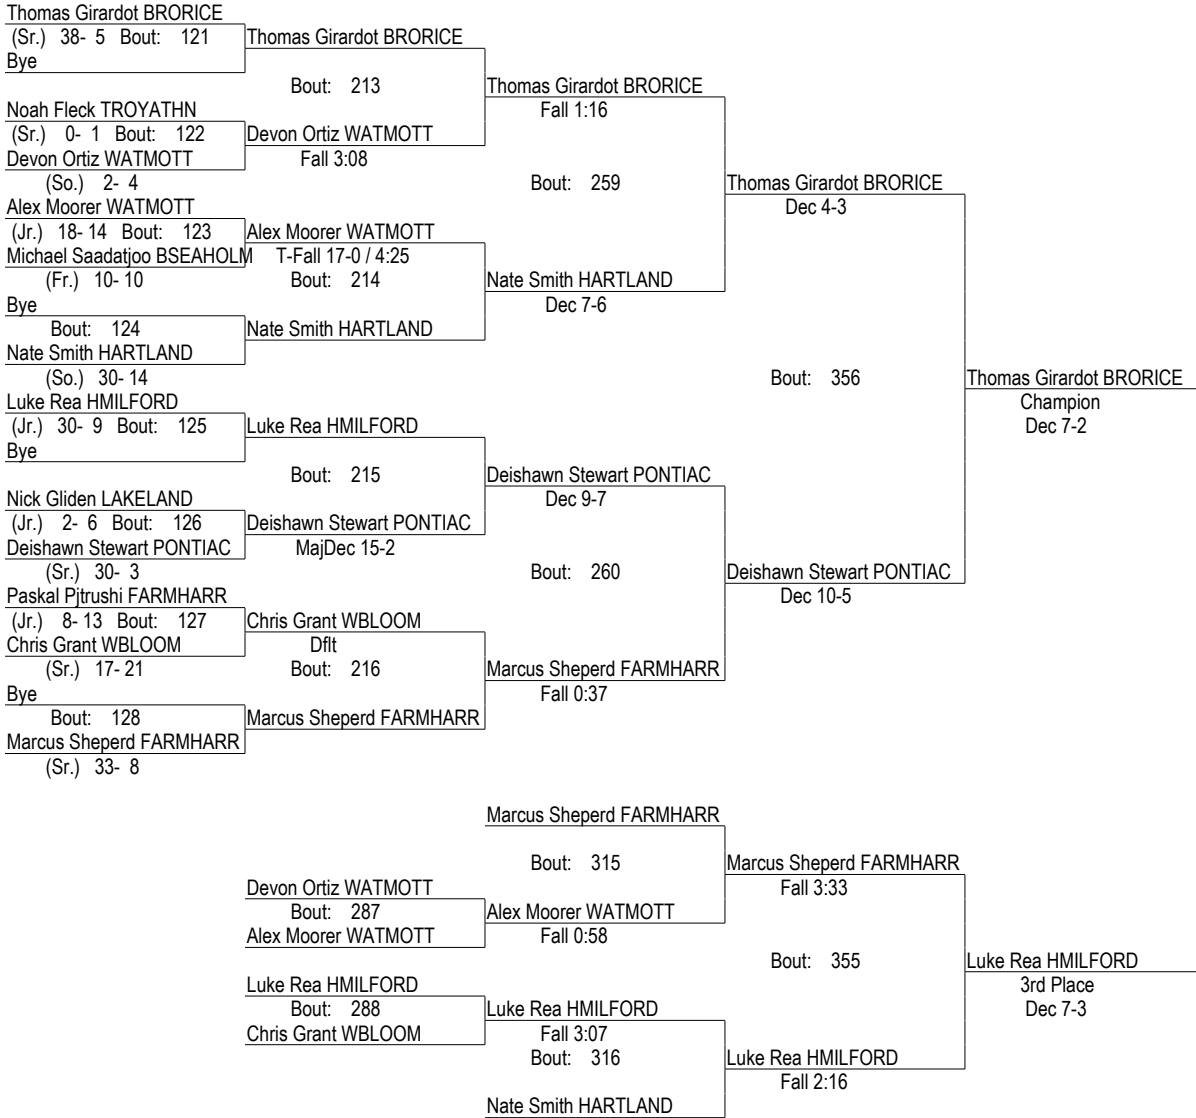 Thomas Girardot BRORICE
(Sr.) 38- 5 Bout: 121 Thomas Girardot BRORICE
Bye
Bout: 213 Thomas Girardot BRORICE
Noah Fleck TROYATHN Fall 1:16
(Sr.) 0- 1 Bout: 122 Devon Ortiz WATMOTT
Devon Ortiz WATMOTT Fall 3:08
(So.) 2- 4 Bout: 259 Thomas Girardot BRORICE
Alex Moorer WATMOTT Dec 4-3
(Jr.) 18- 14 Bout: 123 Alex Moorer WATMOTT
Michael Saadatjoo BSEAHOLM T-Fall 17-0 / 4:25
(Fr.) 10- 10 Bout: 214 Nate Smith HARTLAND
Bye Dec 7-6
Bout: 124 Nate Smith HARTLAND
Nate Smith HARTLAND
(So.) 30- 14 Bout: 356 Thomas Girardot BRORICE
Luke Rea HMILFORD Champion
(Jr.) 30- 9 Bout: 125 Luke Rea HMILFORD Dec 7-2
Bye
Bout: 215 Deishawn Stewart PONTIAC
Nick Gliden LAKELAND Dec 9-7
(Jr.) 2- 6 Bout: 126 Deishawn Stewart PONTIAC
Deishawn Stewart PONTIAC MajDec 15-2
(Sr.) 30- 3 Bout: 260 Deishawn Stewart PONTIAC
Paskal Pjtrushi FARMHARR Dec 10-5
(Jr.) 8- 13 Bout: 127 Chris Grant WBLOOM
Chris Grant WBLOOM Dflt
(Sr.) 17- 21 Bout: 216 Marcus Sheperd FARMHARR
Bye Fall 0:37
Bout: 128 Marcus Sheperd FARMHARR
Marcus Sheperd FARMHARR
(Sr.) 33- 8
Marcus Sheperd FARMHARR
Bout: 315 Marcus Sheperd FARMHARR
Devon Ortiz WATMOTT Fall 3:33
Bout: 287 Alex Moorer WATMOTT
Alex Moorer WATMOTT Fall 0:58
Bout: 355 Luke Rea HMILFORD
Luke Rea HMILFORD 3rd Place
Bout: 288 Luke Rea HMILFORD Dec 7-3
Chris Grant WBLOOM Fall 3:07
Bout: 316 Luke Rea HMILFORD
Fall 2:16
Nate Smith HARTLAND